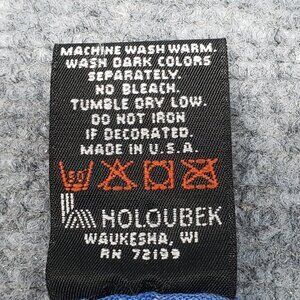 MACHINE WASH WARM.
WASH DARK COLORS
SEPARATELY.
NO BLEACH.
TUMBLE DRY LOW.
DO NOT IRON
IF DECORATED.
MADE IN U.S.A.
50
HOLOUBEK
WAUKESHA, WI
RN 72199